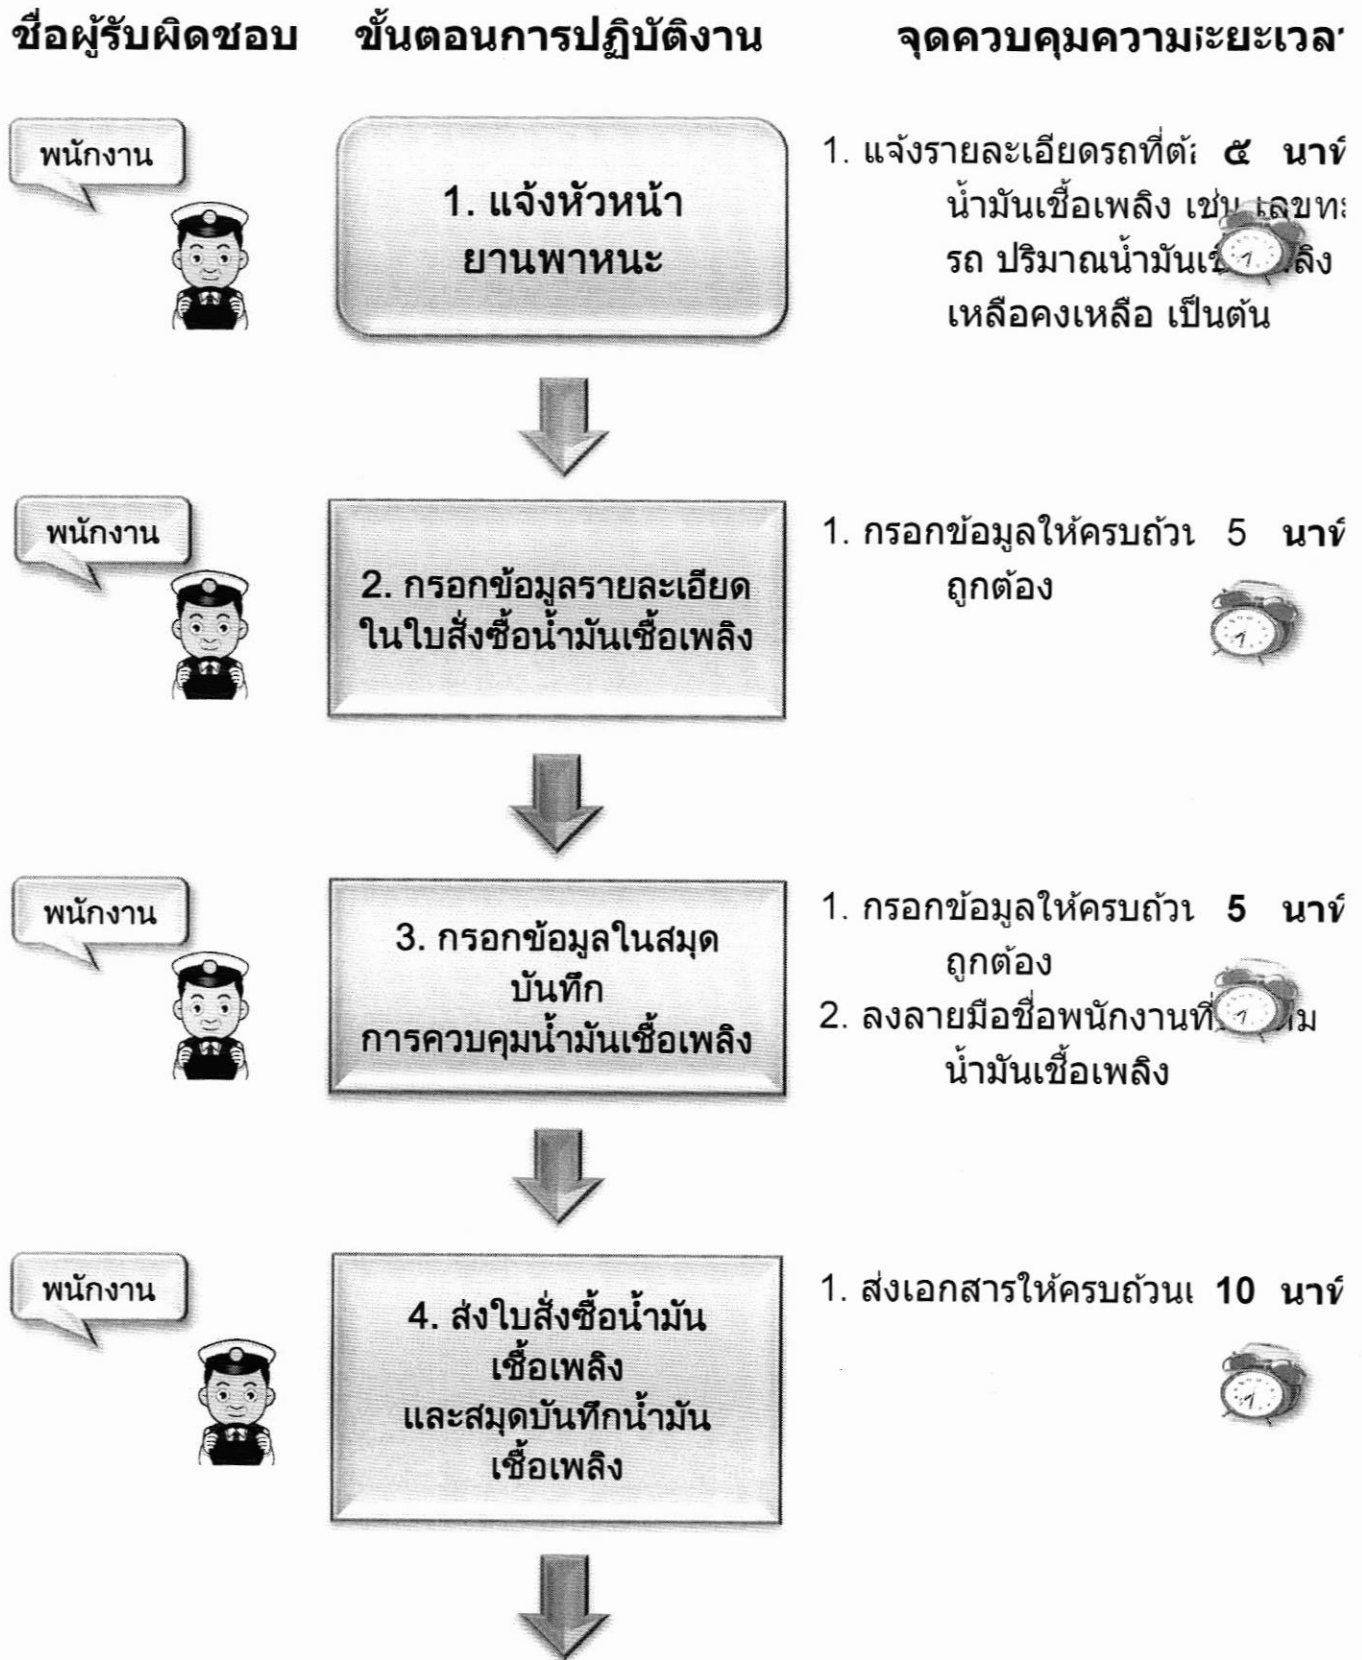 ชื่อผู้รับผิดชอบ ขั้นตอนการปฏิบัติงาน จุดควบคุมความ
พนักงาน
1. แจ้งหัวหน้า
ยานพาหนะ
1. แจ้งรายละเอียดรถที่ ๕ นาที
น้ำมันเชื้อเพลิง เช่น
รถ ปริมาณน้ำมัน
เหลือคงเหลือ เป็นต้น
พนักงาน
2. กรอกข้อมูลรายละเอียด
ในใบสั่งซื้อน้ำมันเชื้อเพลิง
1. กรอกข้อมูลให้ครบถ้วน 5 นาที
ถูกต้อง
พนักงาน
3. กรอกข้อมูลในสมุด
บันทึก
การควบคุมน้ำมันเชื้อเพลิง
1. กรอกข้อมูลให้ครบถ้วน 5 นาที
ถูกต้อง
2. ลงลายมือชื่อพนักงานที่
น้ำมันเชื้อเพลิง
พนักงาน
4. ส่งใบสั่งซื้อน้ำมัน
เชื้อเพลิง
และสมุดบันทึกน้ำมัน
เชื้อเพลิง
1. ส่งเอกสารให้ครบถ้วน 10 นาที